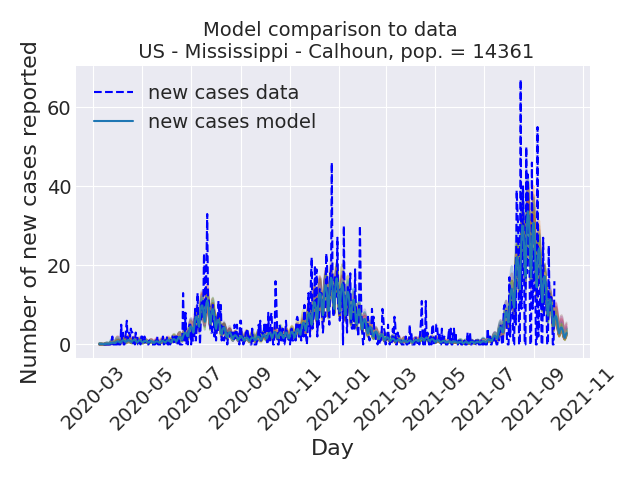 Model comparison to data
US - Mississippi - Calhoun, pop. = 14361
Number of new cases reported
60
40
20
0
new cases data
new cases model
2020-03
2020-05
2020-07
2020-09
2020-11
2021-01
2021-03
2021-05
2021-07
2021-09
2021-11
Day